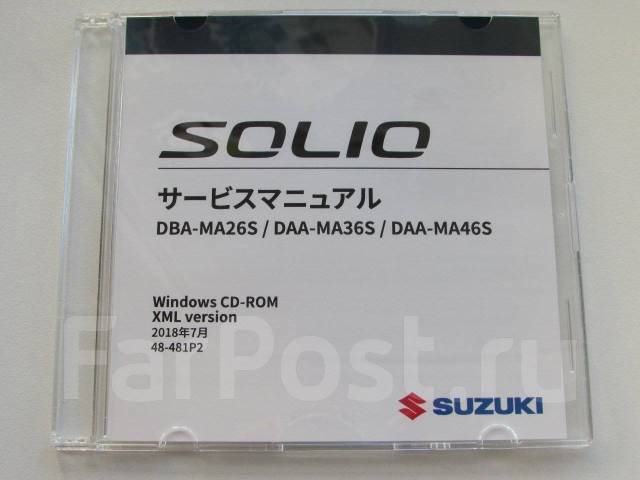 SOLIO
サービスマニュアル
DBA-MA26S / DAA-MA36S / DAA-MA46S
Windows CD-ROM
XML version
2018年7月
48-481P2
FarPost.ru
SUZUKI